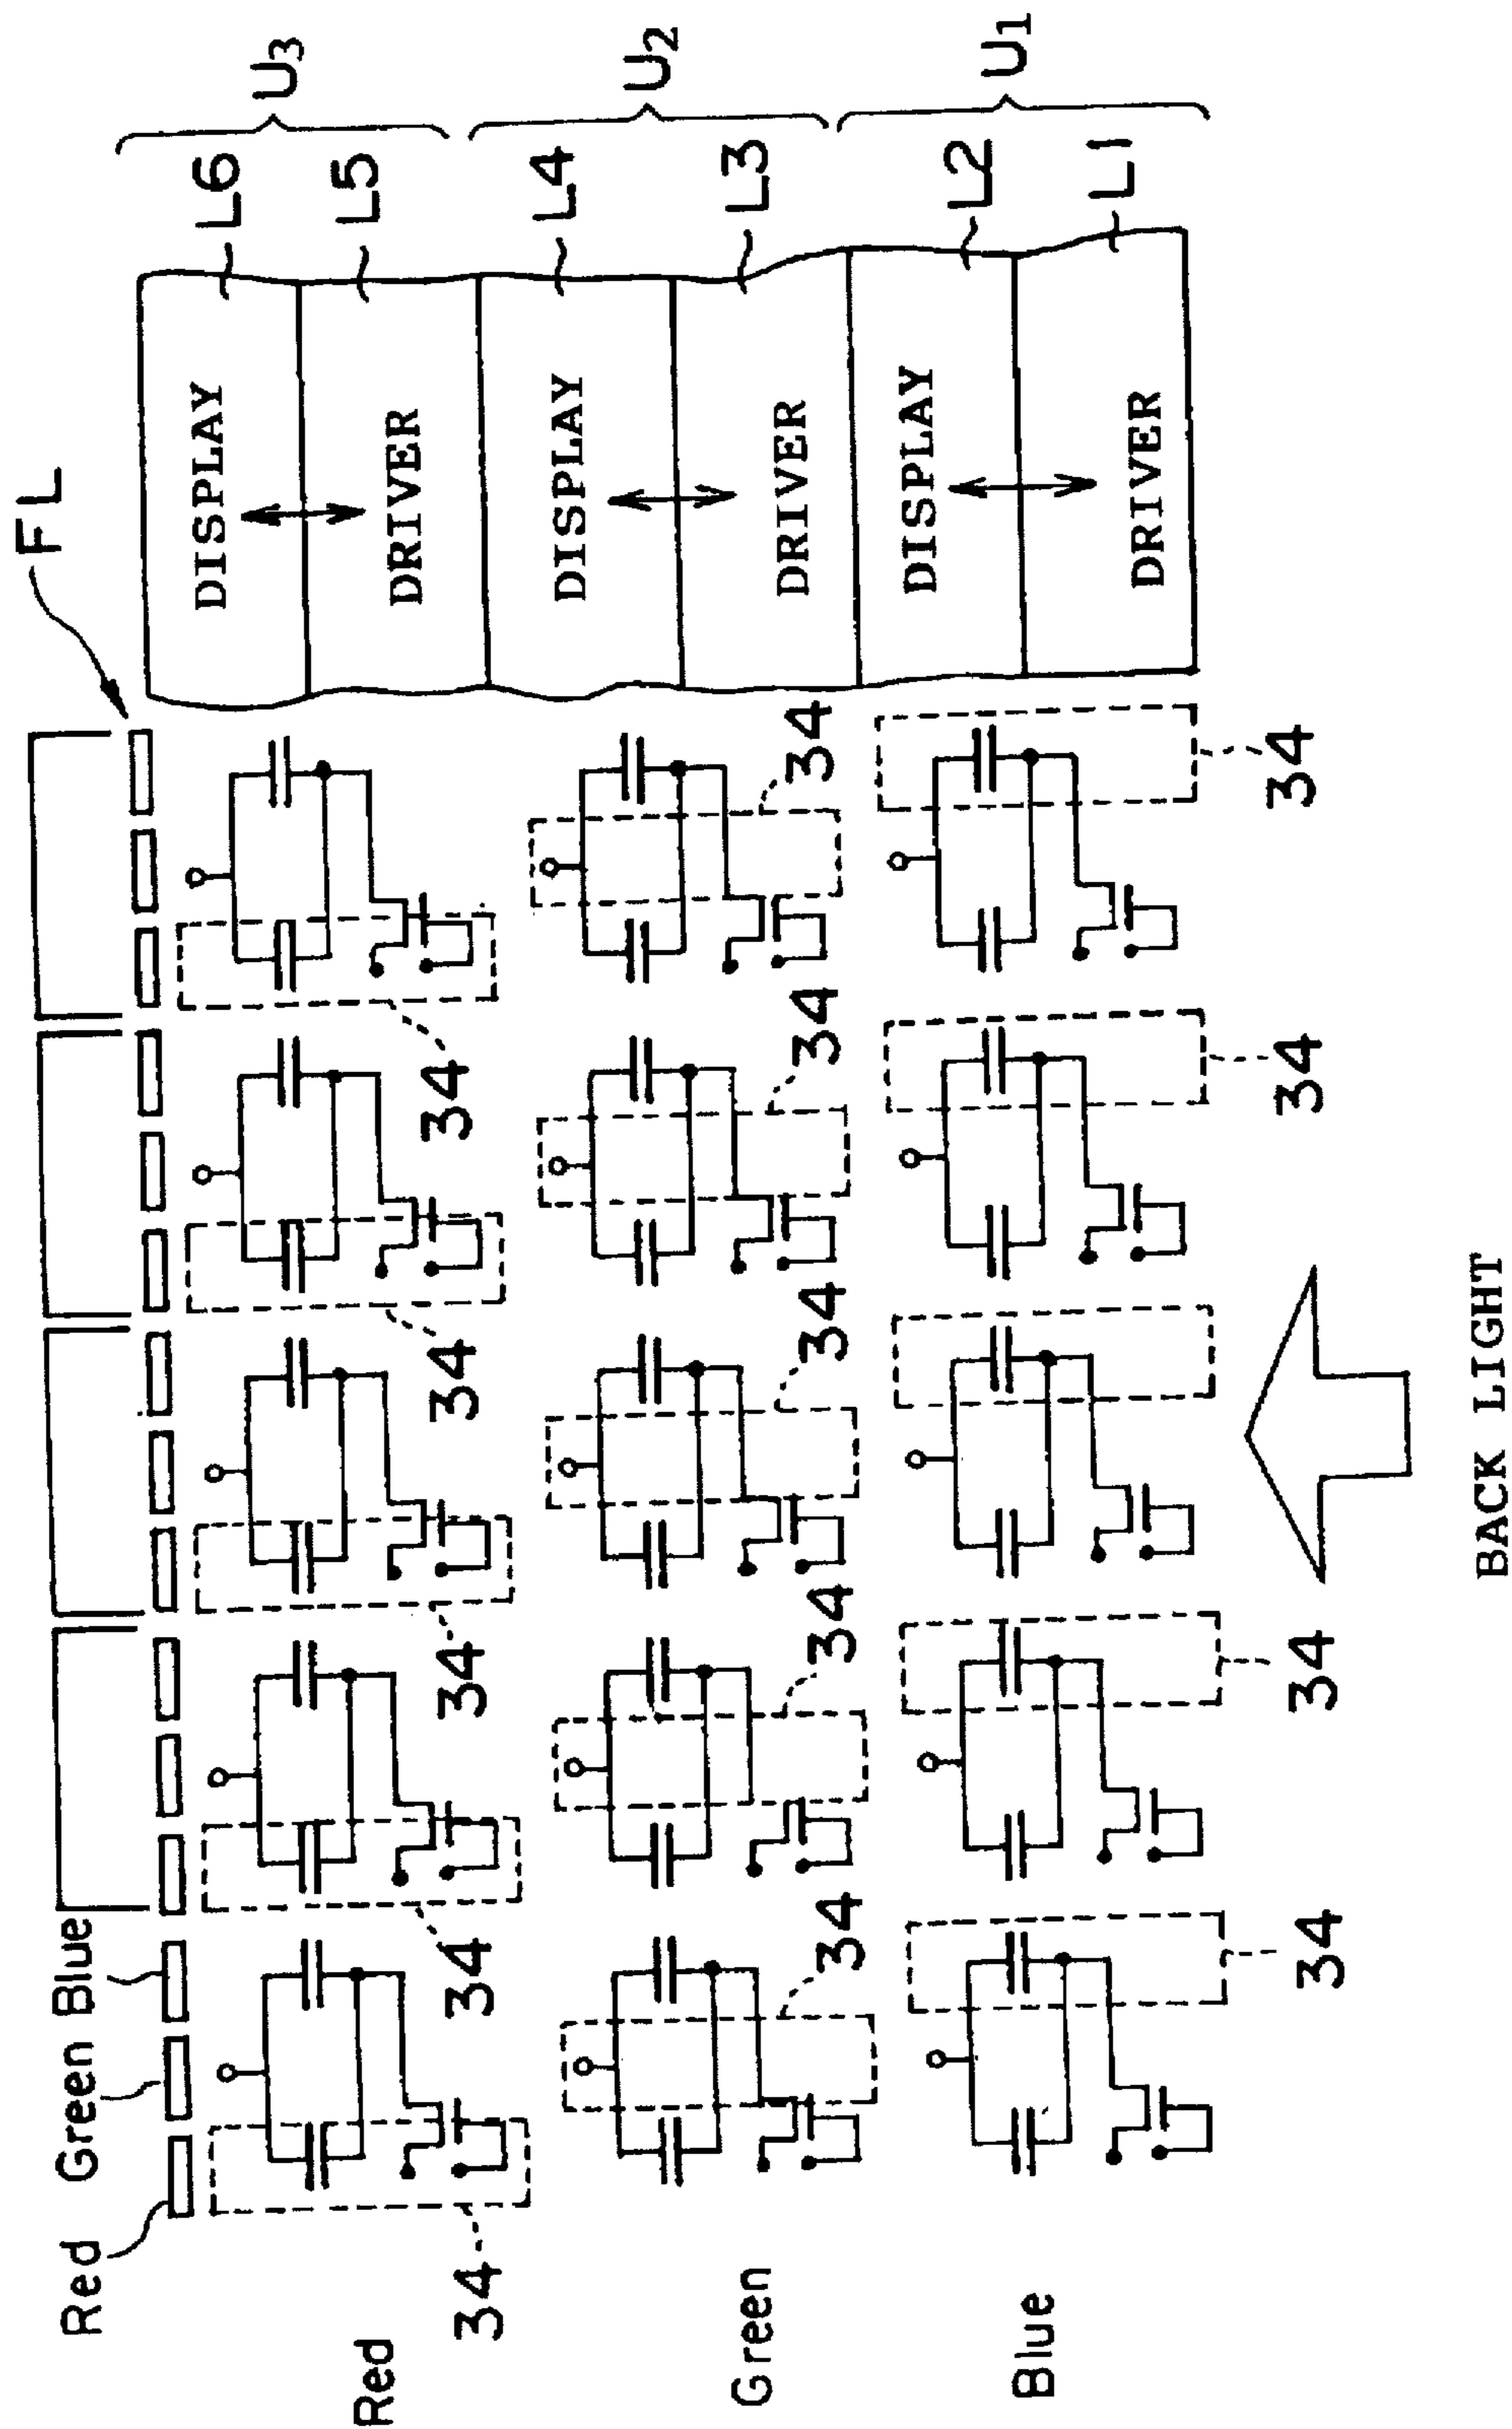 FL
Red
Green
Blue
Red
34
34
34
34
34
Green
34
34
34
34
34
Blue
34
34
34
34
DISPLAY
L6
DRIVER
L5
U3
DISPLAY
L4
DRIVER
L3
U2
DISPLAY
L2
DRIVER
L1
U1
BACK LIGHT